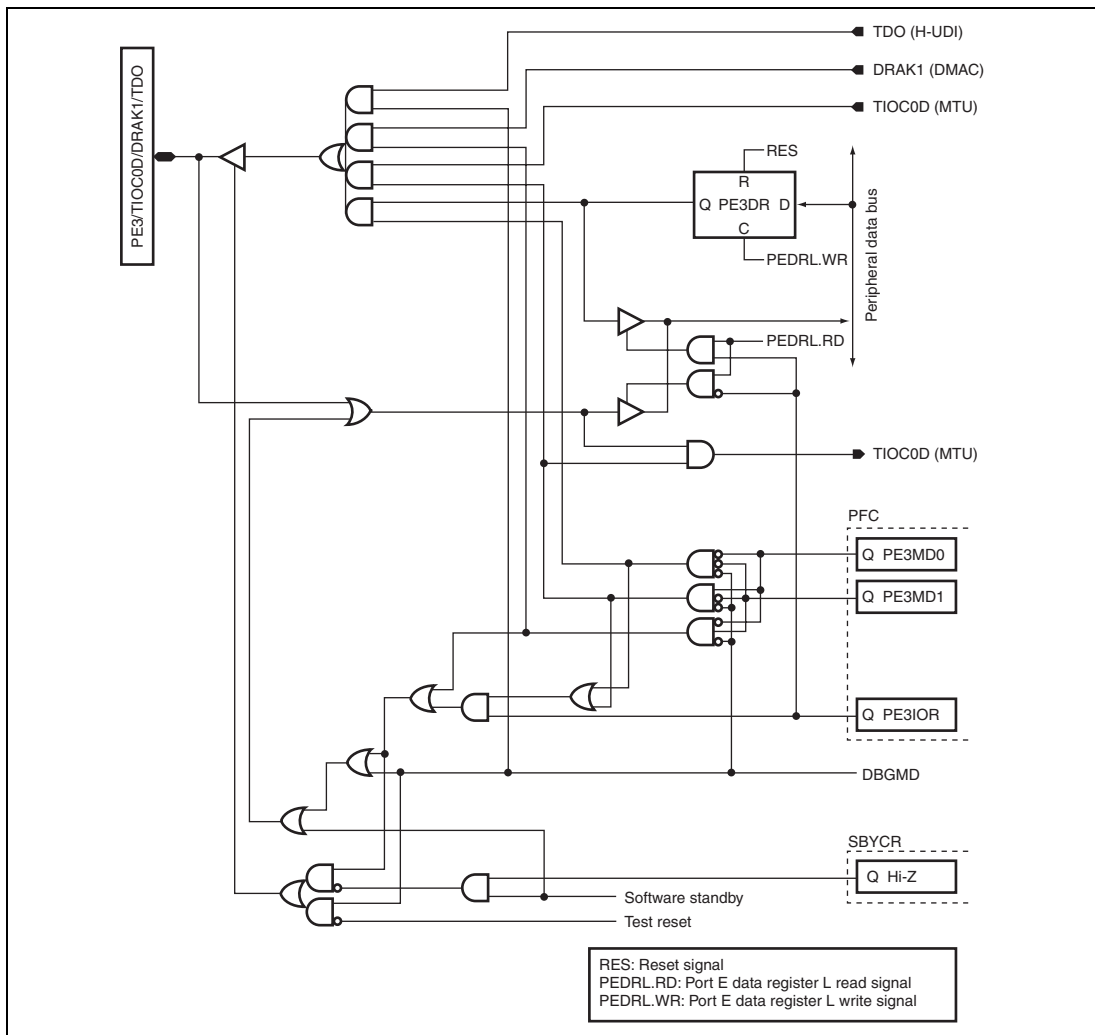 TDO (H-UDI)
DRAK1 (DMAC)
TIOC0D (MTU)
PE3/TIOC0D/DRAK1/TDO
RES
R
Q PE3DR D
C
PEDRL.WR
Peripheral data bus
PEDRL.RD
TIOC0D (MTU)
PFC
Q PE3MD0
Q PE3MD1
Q PE3IOR
DBGMD
SBYCR
Q Hi-Z
Software standby
Test reset
RES: Reset signal
PEDRL.RD: Port E data register L read signal
PEDRL.WR: Port E data register L write signal